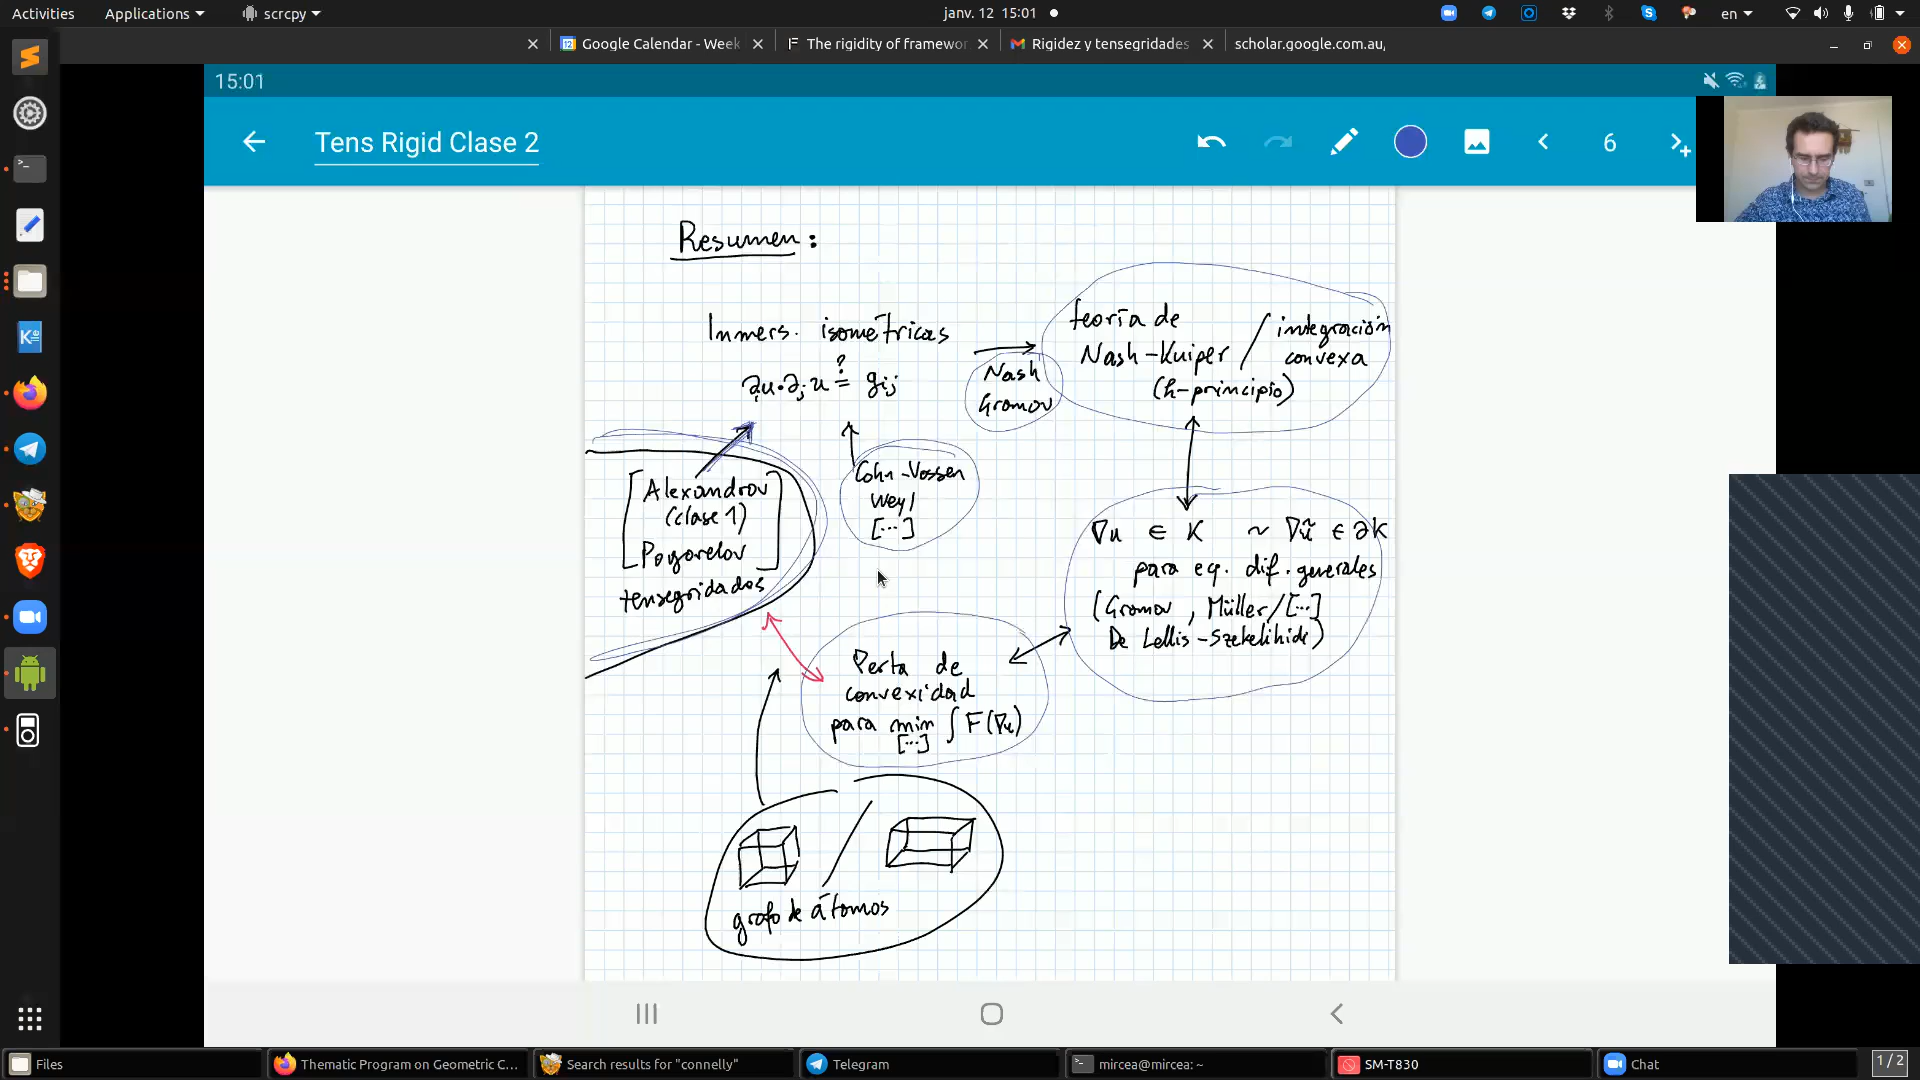 Activities
Applications
scrcpy
janv. 12 15:01
en
Google Calendar - Week
The rigidity of framewor
Rigidez y tensegridades
scholar.google.com.au,
15:01
Tens Rigid Clase 2
6
Resumen:
Inmers. isométricas
∂ᵢu·∂ⱼu ≟ gij
Nash
Gromov
teoría de
Nash-Kuiper / integración convexa
(h-principio)
[Alexandrov
(clase 1)
Pogorelov]
tensegridades
Cohn-Vossen
Weyl
[...]
∇u ∈ K ~ ∇ũ ∈ ∂K
para eq. dif. generales
(Gromov, Müller/[...]
De Lellis-Szekelihidi)
Perta de
convexidad
para min ∫ F(∇u)
[...]
grafo de átomos
Files
Thematic Program on Geometric C...
Search results for "connelly"
Telegram
mircea@mircea: ~
SM-T830
Chat
1 / 2